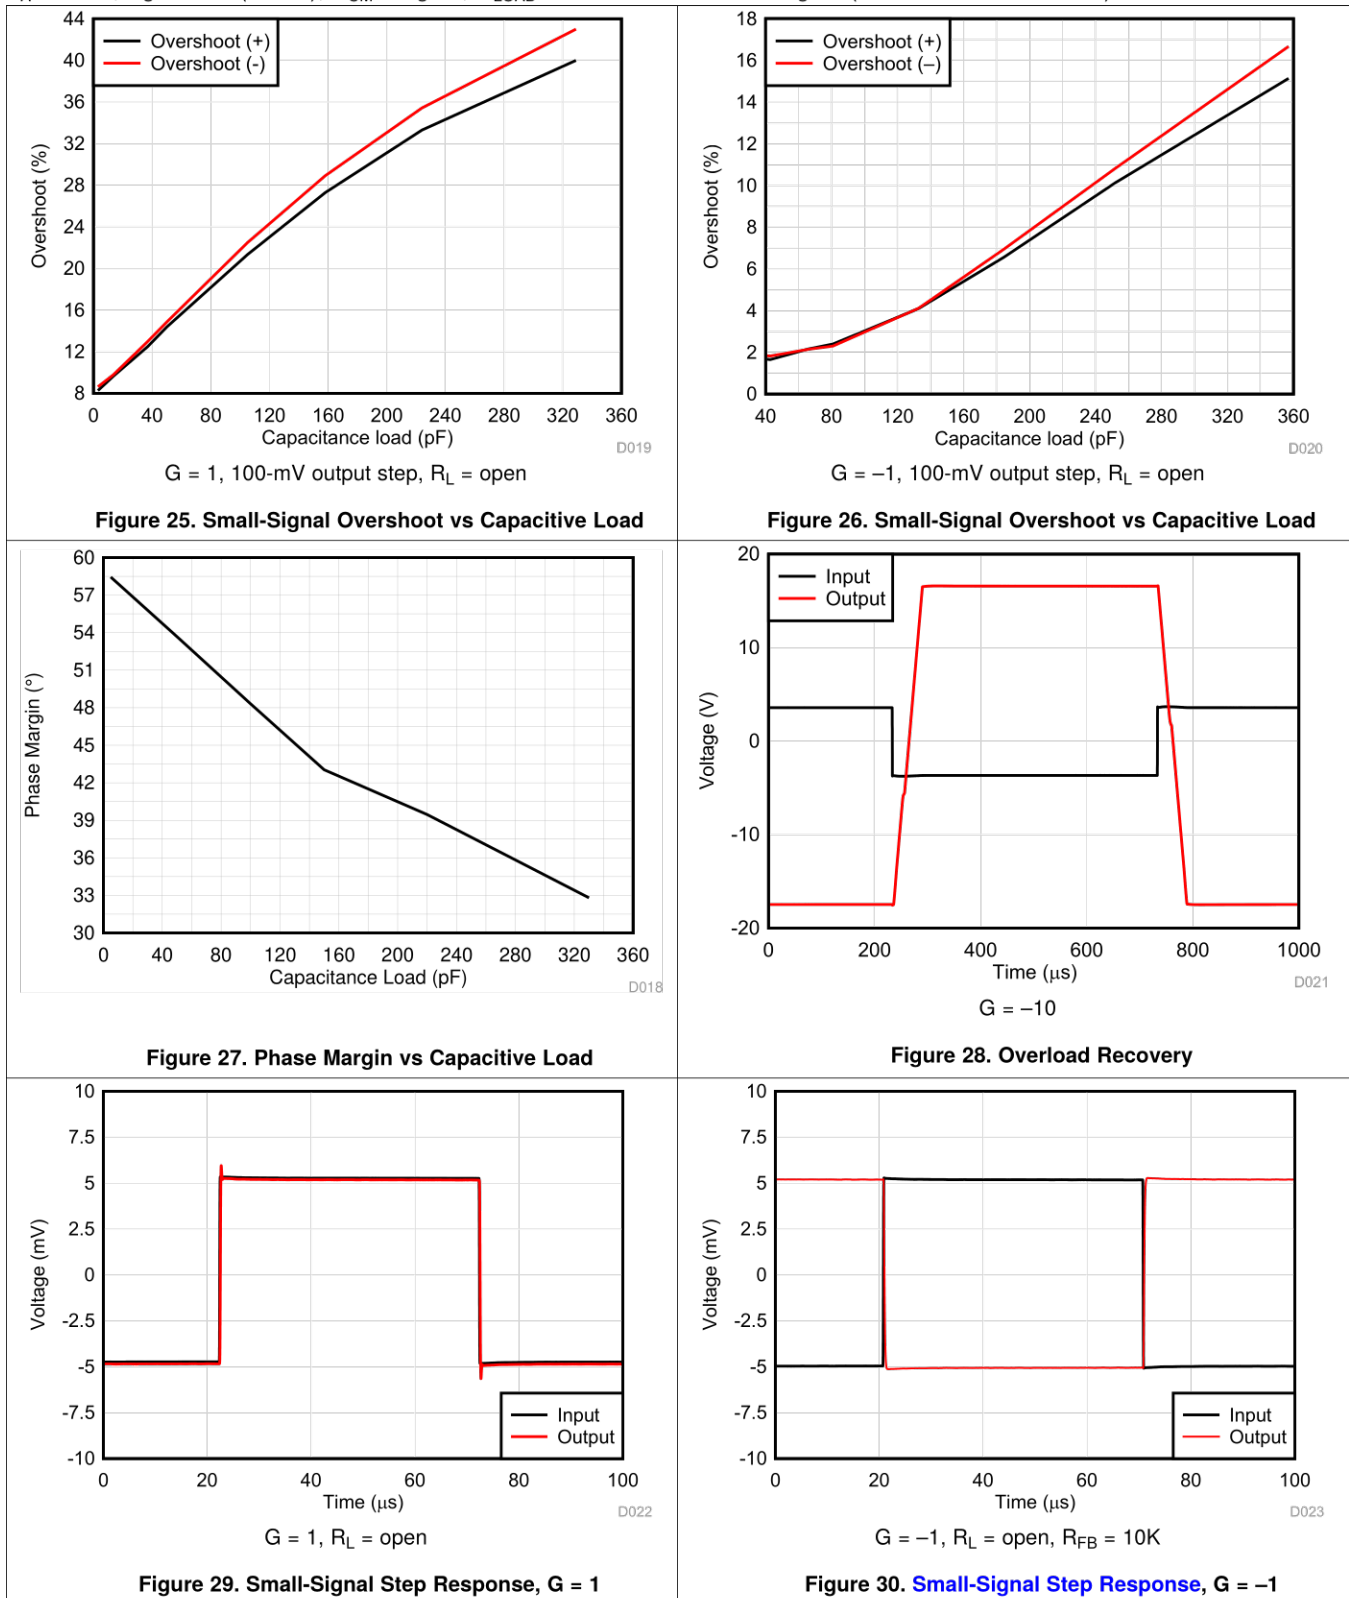 44
40
36
32
28
24
20
16
12
8
Overshoot (%)
Overshoot (+)
Overshoot (-)
0 40 80 120 160 200 240 280 320 360
Capacitance load (pF)
D019
G = 1, 100-mV output step, RL = open
Figure 25. Small-Signal Overshoot vs Capacitive Load
18
16
14
12
10
8
6
4
2
0
Overshoot (%)
Overshoot (+)
Overshoot (–)
40 80 120 160 200 240 280 320 360
Capacitance load (pF)
D020
G = –1, 100-mV output step, RL = open
Figure 26. Small-Signal Overshoot vs Capacitive Load
60
57
54
51
48
45
42
39
36
33
30
Phase Margin (°)
0 40 80 120 160 200 240 280 320 360
Capacitance Load (pF)
D018
Figure 27. Phase Margin vs Capacitive Load
20
10
0
-10
-20
Voltage (V)
Input
Output
0 200 400 600 800 1000
Time (μs)
D021
G = –10
Figure 28. Overload Recovery
10
7.5
5
2.5
0
-2.5
-5
-7.5
-10
Voltage (mV)
Input
Output
0 20 40 60 80 100
Time (μs)
D022
G = 1, RL = open
Figure 29. Small-Signal Step Response, G = 1
10
7.5
5
2.5
0
-2.5
-5
-7.5
-10
Voltage (mV)
Input
Output
0 20 40 60 80 100
Time (μs)
D023
G = –1, RL = open, RFB = 10K
Figure 30. Small-Signal Step Response, G = –1